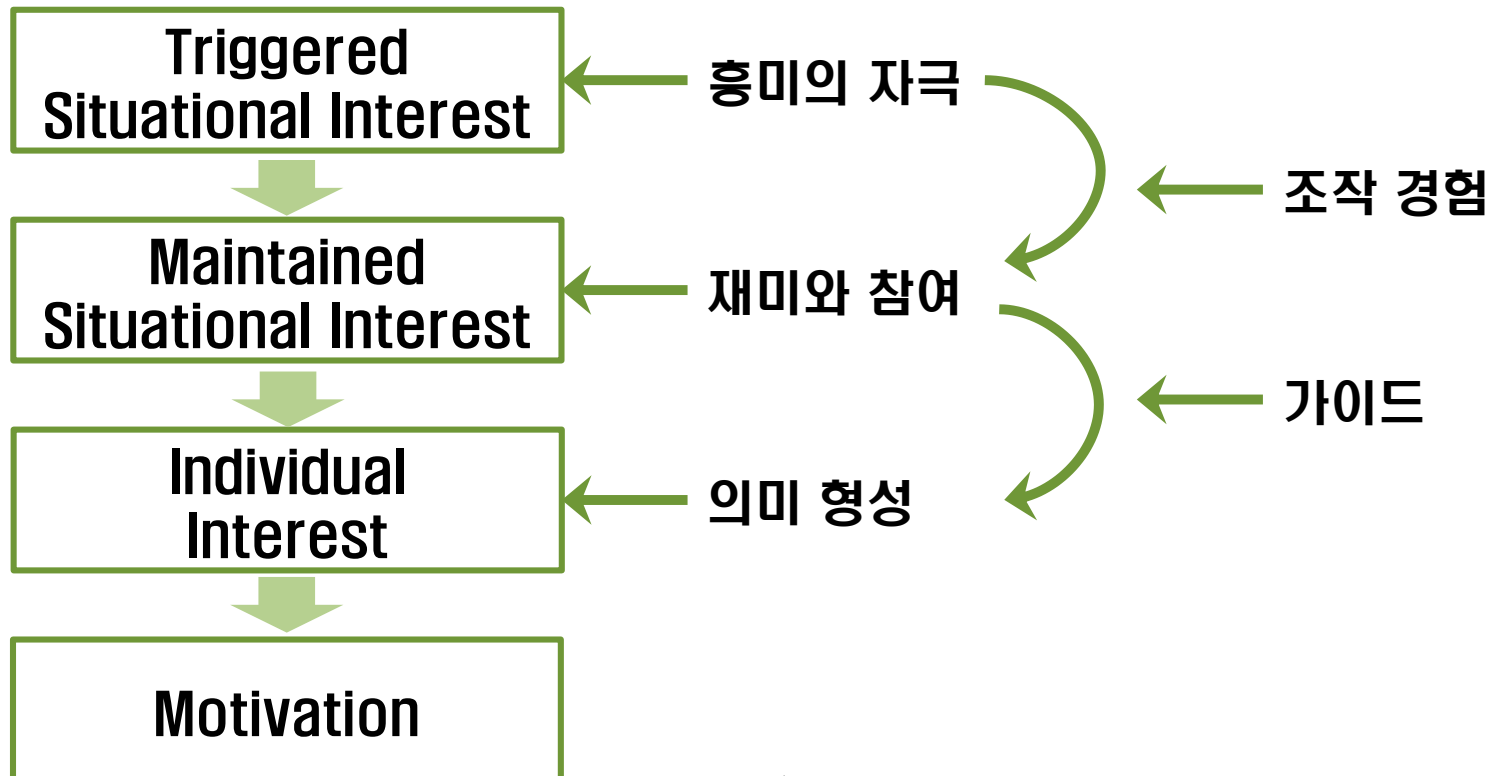 Triggered
Situational Interest
흥미의 자극
조작 경험
Maintained
Situational Interest
재미와 참여
가이드
Individual
Interest
의미 형성
Motivation